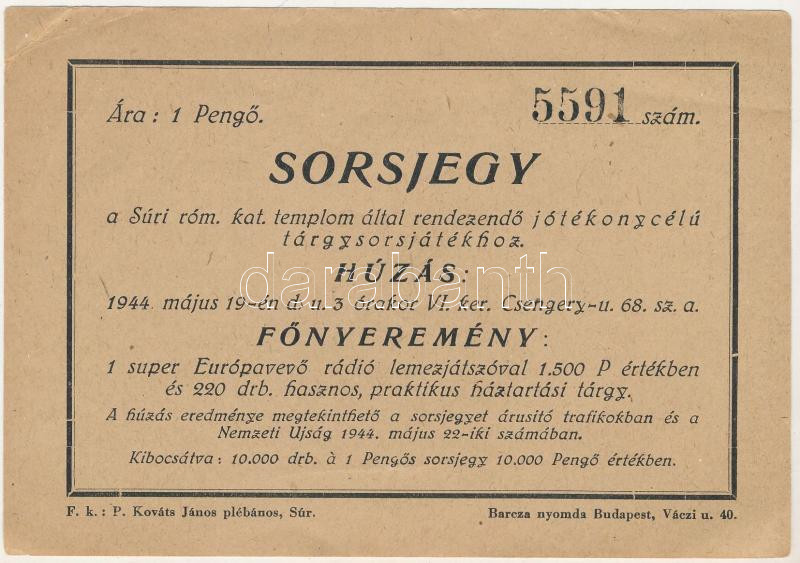 Ára: 1 Pengő.
5591 szám.
SORSJEGY
a Súri róm. kat. templom által rendezendő jótékonycélú
tárgysorsjátékhoz.
HÚZÁS:
1944. május 19-én d. u. 3 órakor VI. ker. Csengery-u. 68. sz. a.
FŐNYEREMÉNY:
1 super Európavevő rádió lemezjátszóval 1.500 P értékben
és 220 drb. hasznos, praktikus háztartási tárgy.
A húzás eredménye megtekinthető a sorsjegyet árusitó trafikokban és a
Nemzeti Ujság 1944. május 22-iki számában.
Kibocsátva: 10.000 drb. à 1 Pengős sorsjegy 10.000 Pengő értékben.
F. k.: P. Kováts János plébános, Súr.
Barcza nyomda Budapest, Váczi u. 40.
darabanth